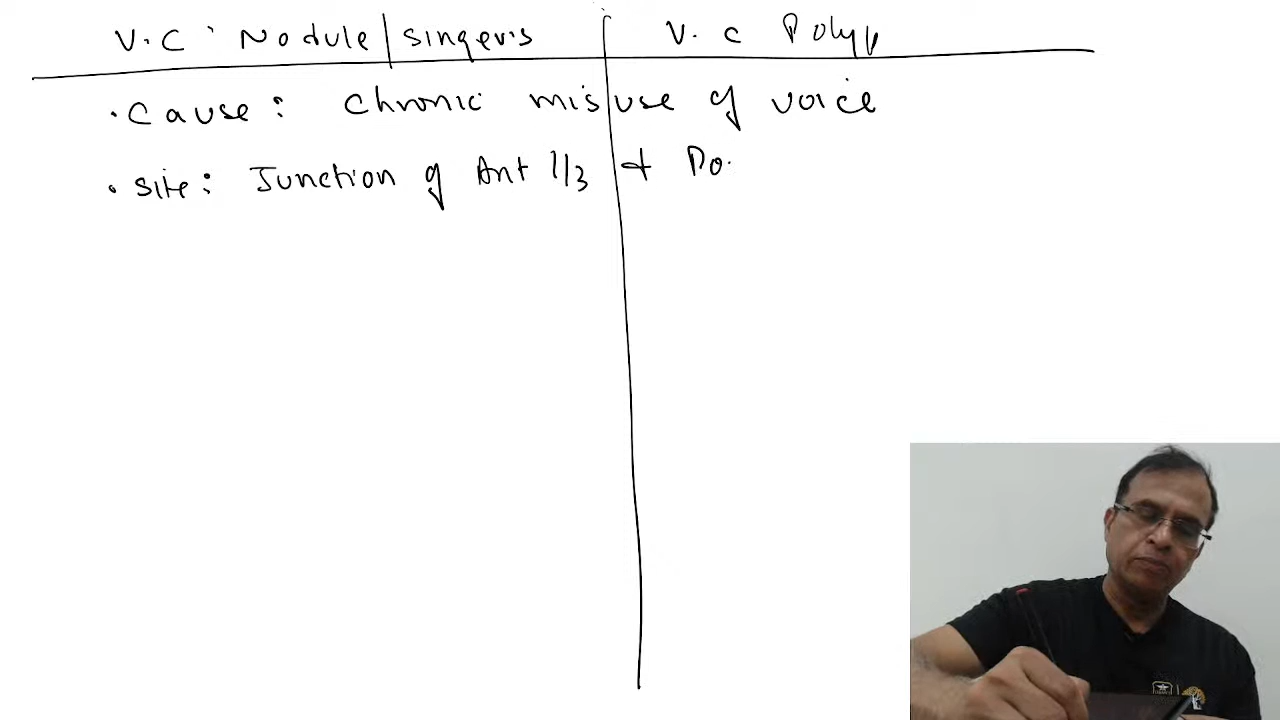 V.C. Nodule/singers V. C Polyp
• Cause: Chronic misuse of voice
• Site: Junction of Ant 1/3 + Po